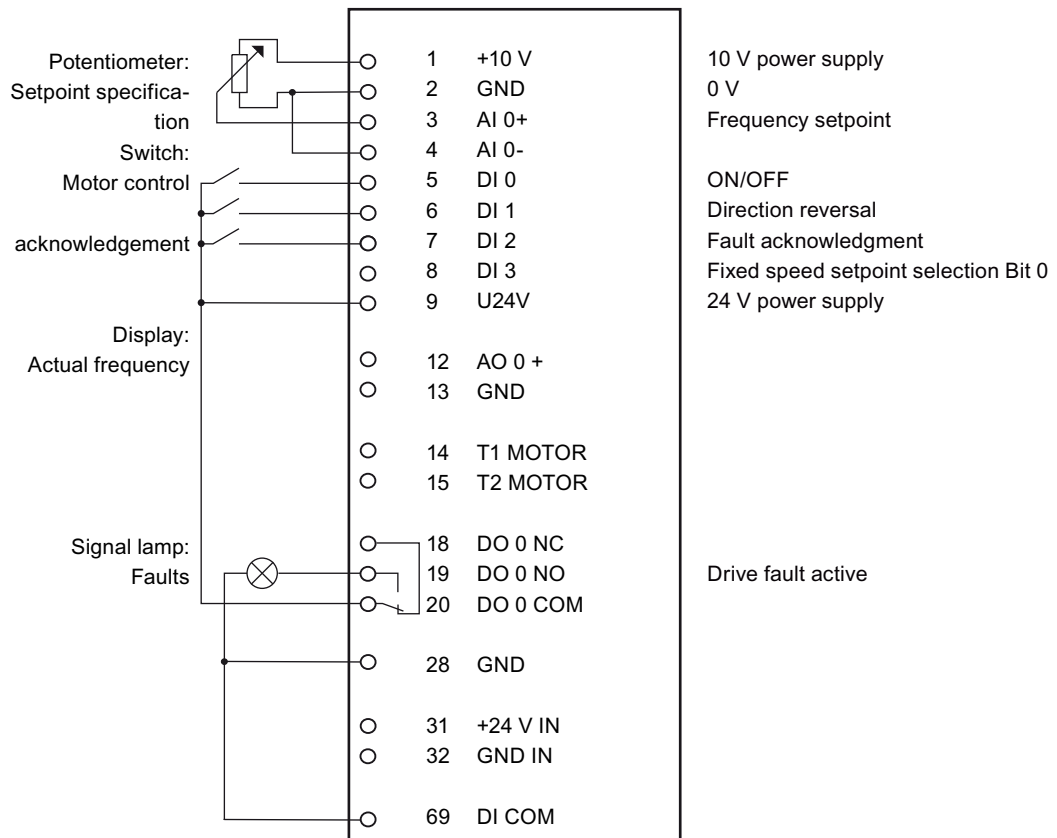 Potentiometer: 1 +10 V 10 V power supply
Setpoint specifica- 2 GND 0 V
tion 3 AI 0+ Frequency setpoint
Switch: 4 AI 0-
Motor control 5 DI 0 ON/OFF
6 DI 1 Direction reversal
acknowledgement 7 DI 2 Fault acknowledgment
8 DI 3 Fixed speed setpoint selection Bit 0
9 U24V 24 V power supply
Display:
Actual frequency 12 AO 0 +
13 GND
14 T1 MOTOR
15 T2 MOTOR
Signal lamp: 18 DO 0 NC
Faults 19 DO 0 NO Drive fault active
20 DO 0 COM
28 GND
31 +24 V IN
32 GND IN
69 DI COM